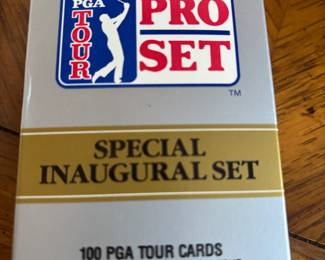 PGA
TOUR
PRO
SET
TM
SPECIAL
INAUGURAL SET
100 PGA TOUR CARDS